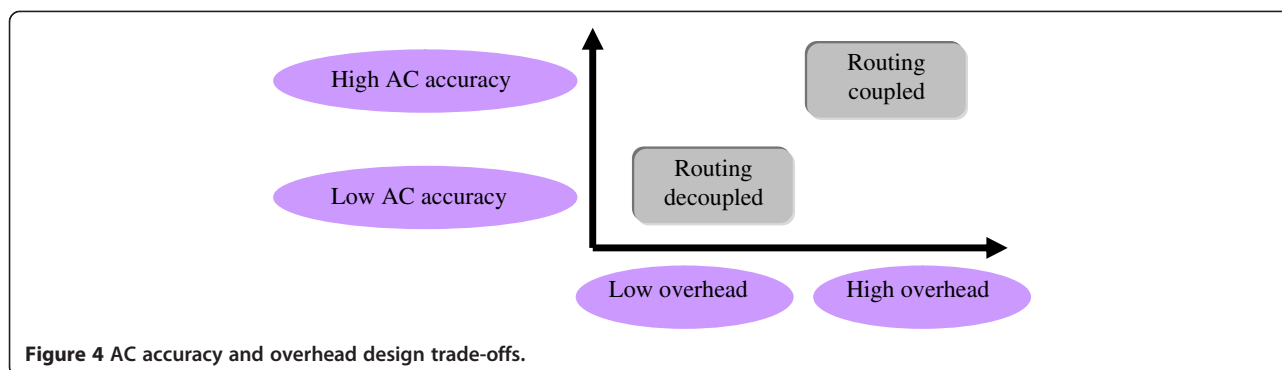 High AC accuracy
Routing
coupled
Low AC accuracy
Routing
decoupled
Low overhead
High overhead
Figure 4 AC accuracy and overhead design trade-offs.